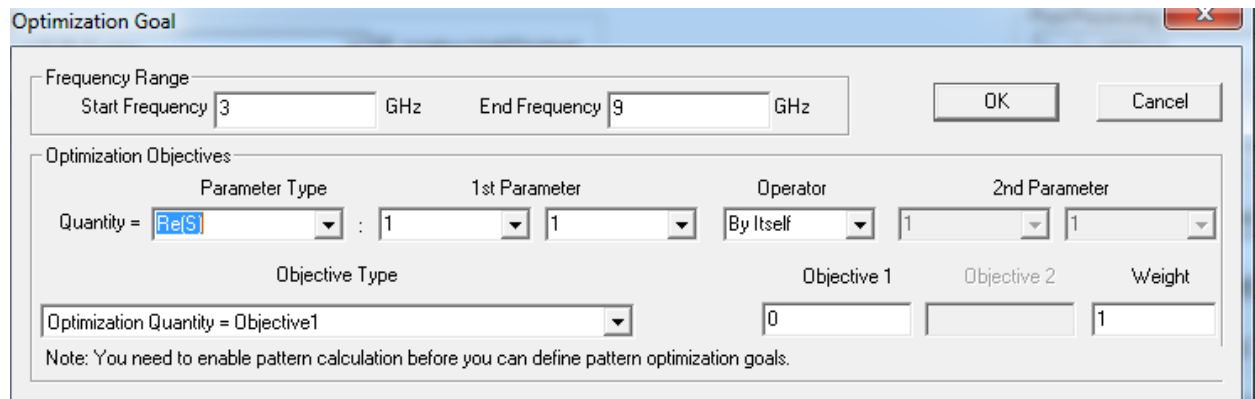 Optimization Goal
Frequency Range
Start Frequency 3 GHz End Frequency 9 GHz OK Cancel
Optimization Objectives
Parameter Type 1st Parameter Operator 2nd Parameter
Quantity = Re(S) : 1 1 By Itself 1 1
Objective Type Objective 1 Objective 2 Weight
Optimization Quantity = Objective1 0 1
Note: You need to enable pattern calculation before you can define pattern optimization goals.